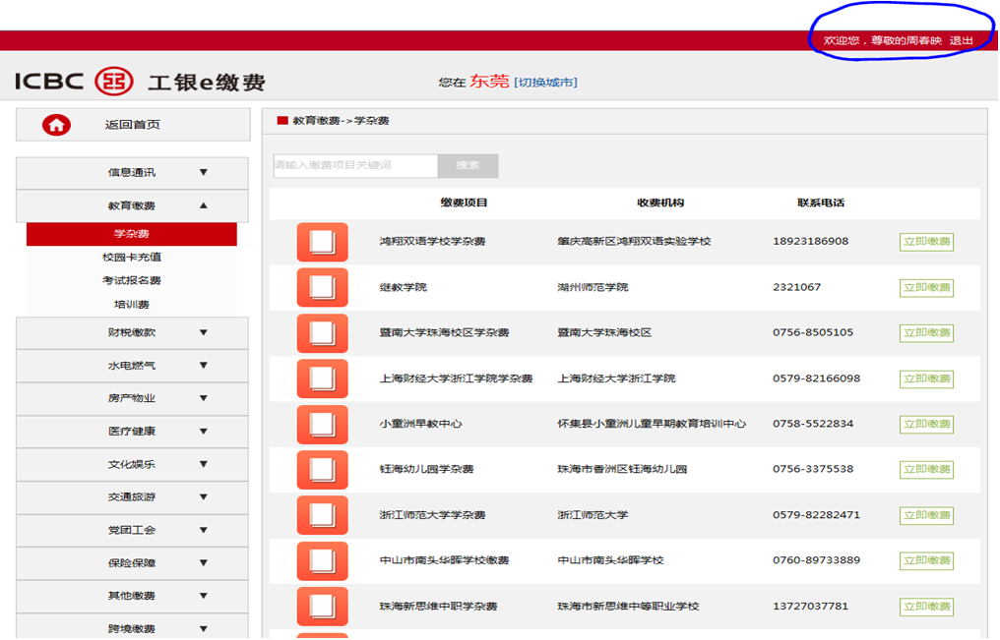 欢迎您，尊敬的周春映 退出
ICBC 工银e缴费
您在 东莞 [切换城市]
返回首页
信息通讯 ▼
教育缴费 ▲
学杂费
校园卡充值
考试报名费
培训费
财税缴款 ▼
水电燃气 ▼
房产物业 ▼
医疗健康 ▼
文化娱乐 ▼
交通旅游 ▼
党团工会 ▼
保险保障 ▼
其他缴费 ▼
跨境缴费 ▼
教育缴费->学杂费
请输入缴费项目关键词 搜索
缴费项目 收费机构 联系电话
鸿翔双语学校学杂费 肇庆高新区鸿翔双语实验学校 18923186908 立即缴费
继教学院 湖州师范学院 2321067 立即缴费
暨南大学珠海校区学杂费 暨南大学珠海校区 0756-8505105 立即缴费
上海财经大学浙江学院学杂费 上海财经大学浙江学院 0579-82166098 立即缴费
小童洲早教中心 怀集县小童洲儿童早期教育培训中心 0758-5522834 立即缴费
钰海幼儿园学杂费 珠海市香洲区钰海幼儿园 0756-3375538 立即缴费
浙江师范大学学杂费 浙江师范大学 0579-82282471 立即缴费
中山市南头华晖学校缴费 中山市南头华晖学校 0760-89733889 立即缴费
珠海新思维中职学杂费 珠海市新思维中等职业学校 13727037781 立即缴费